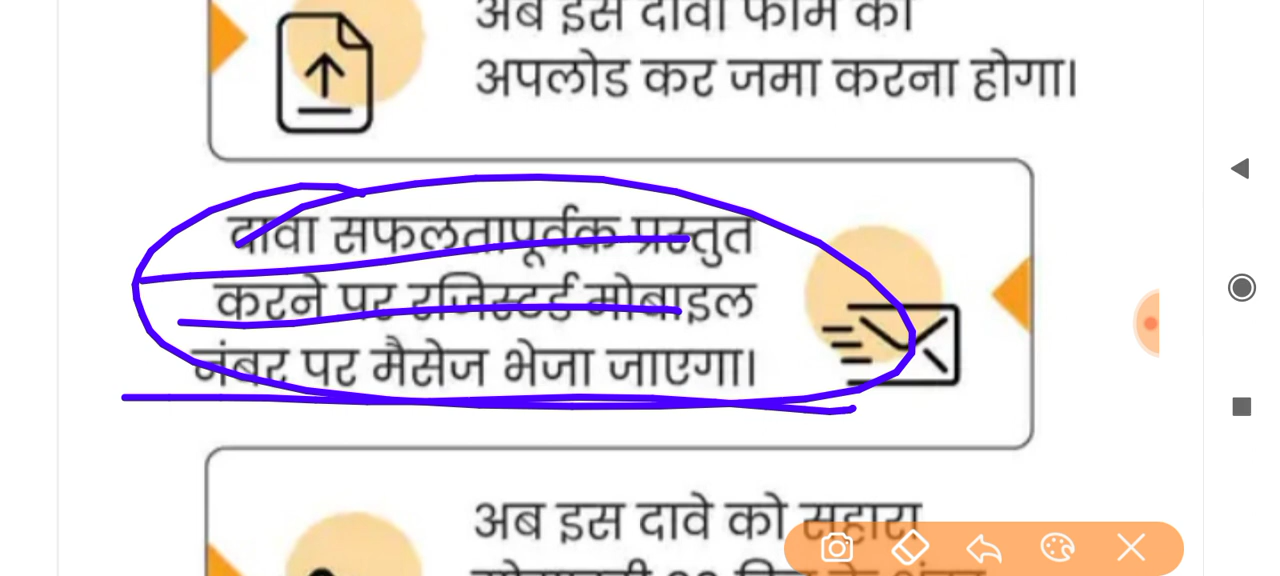 अब इस दावा फॉर्म को
अपलोड कर जमा करना होगा।
दावा सफलतापूर्वक प्रस्तुत
करने पर रजिस्टर्ड मोबाइल
नंबर पर मैसेज भेजा जाएगा।
अब इस दावे को सहारा